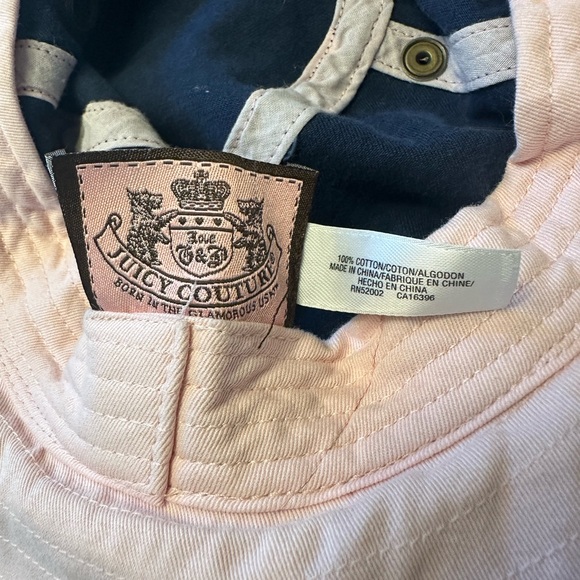 Love
G&P
JUICY COUTURE
BORN IN THE GLAMOROUS USA
100% COTTON/COTON/ALGODON
MADE IN CHINA/FABRIQUE EN CHINE/
HECHO EN CHINA
RN52002 CA16396